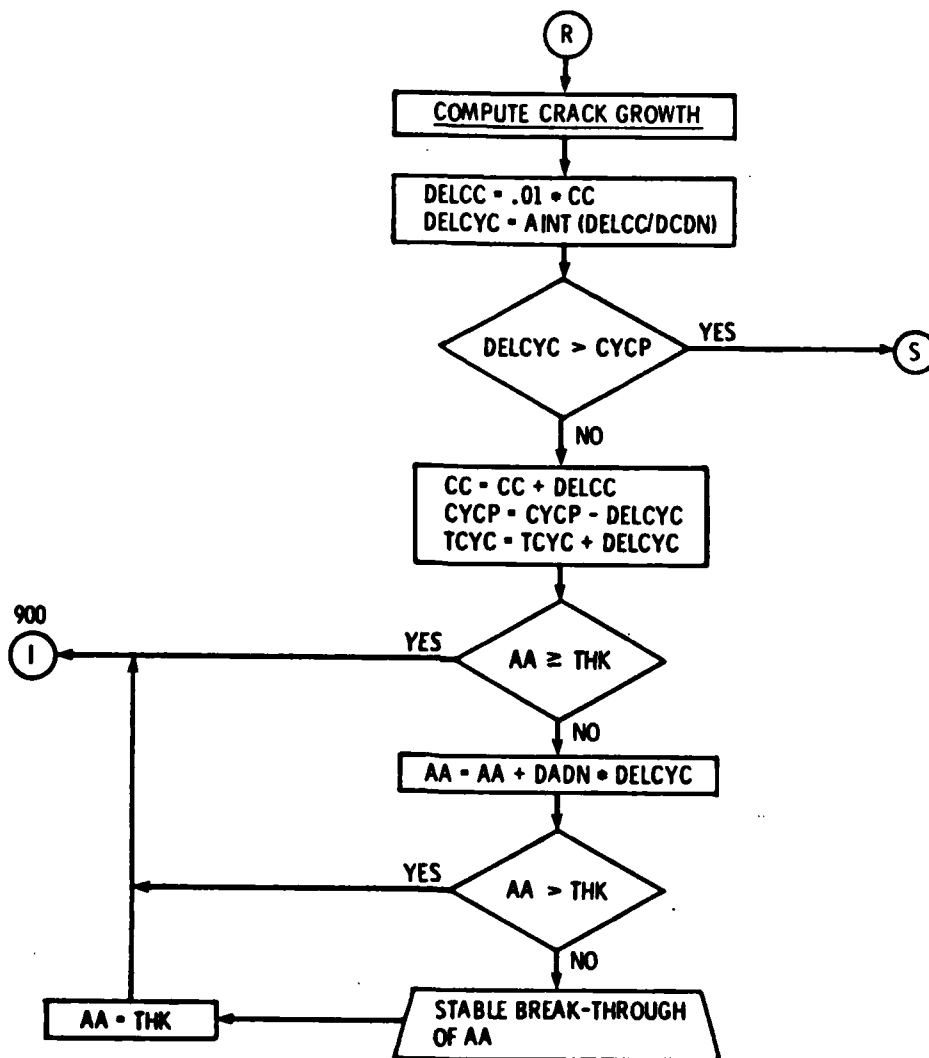 R
COMPUTE CRACK GROWTH
DELCC = .01 * CC
DELCYC = AINT (DELCC/DCDN)
DELCYC > CYCP
YES
S
NO
CC = CC + DELCC
CYCP = CYCP - DELCYC
TCYC = TCYC + DELCYC
900
I
YES
AA ≥ THK
NO
AA = AA + DADN * DELCYC
YES
AA > THK
NO
STABLE BREAK-THROUGH
OF AA
AA = THK